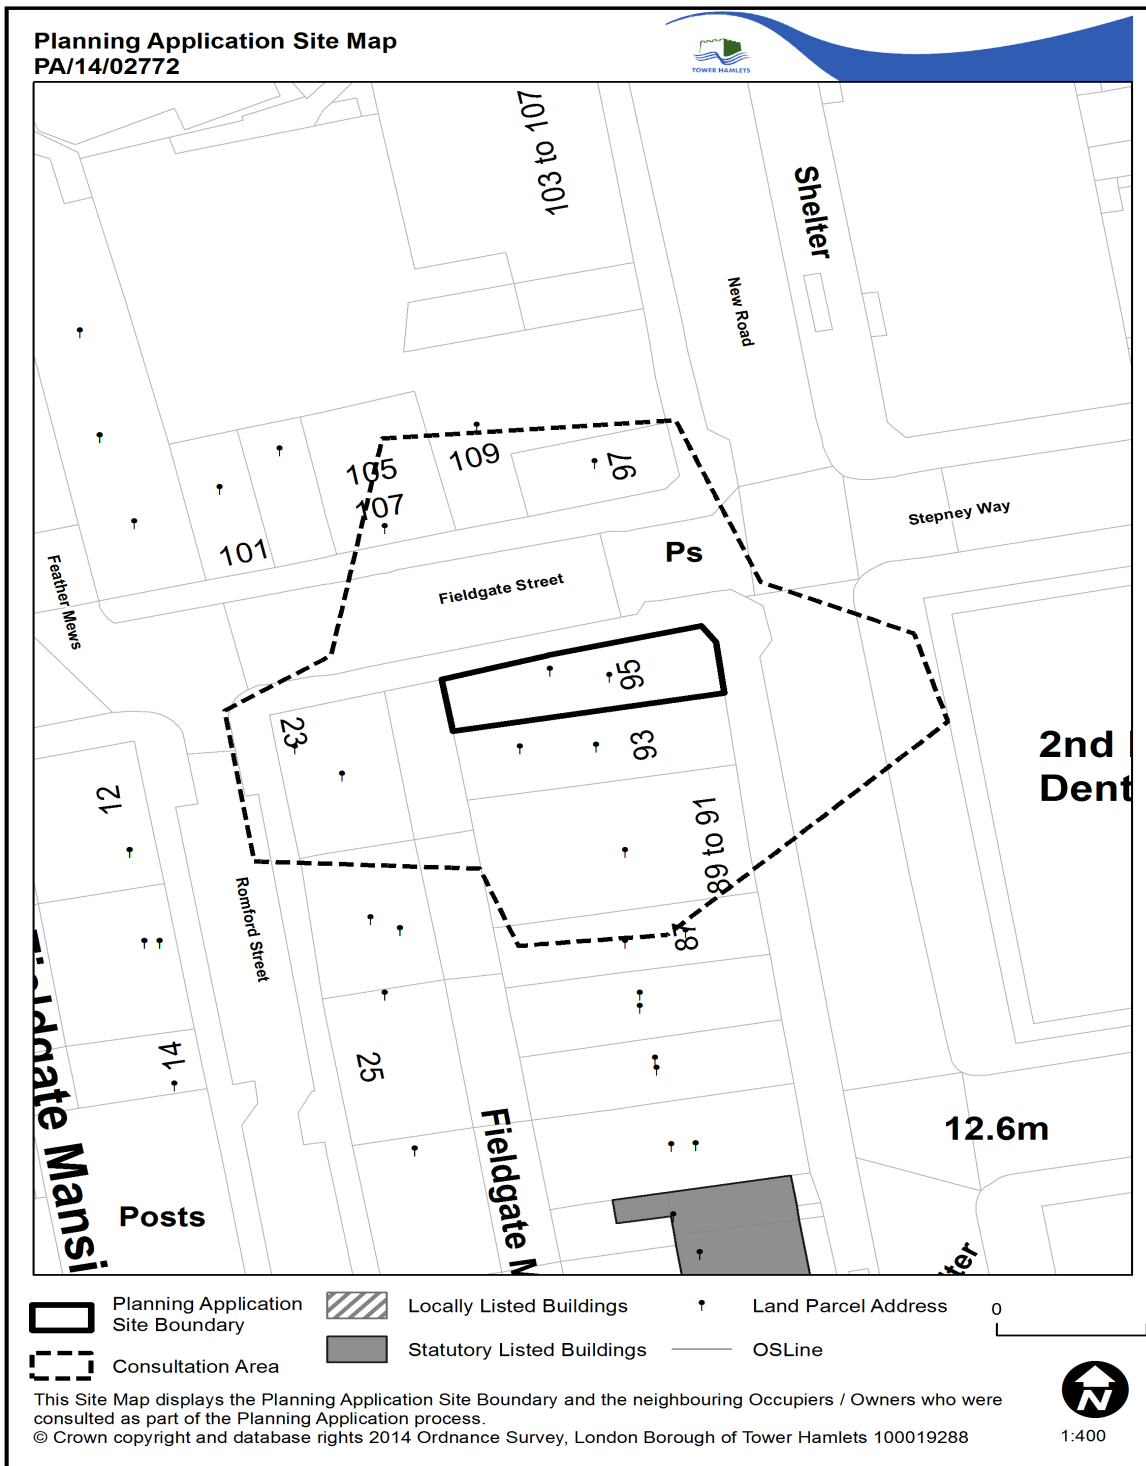 Planning Application Site Map
PA/14/02772
TOWER HAMLETS
103 to 107
Shelter
New Road
105
109
97
107
101
Stepney Way
Ps
Feather Mews
Fieldgate Street
95
23
93
2nd
Dent
12
89 to 91
Romford Street
87
Fieldgate Mansi
14
25
12.6m
Fieldgate M
Posts
lter
Planning Application
Site Boundary
Locally Listed Buildings
Land Parcel Address
0
Consultation Area
Statutory Listed Buildings
OSLine
This Site Map displays the Planning Application Site Boundary and the neighbouring Occupiers / Owners who were
consulted as part of the Planning Application process.
© Crown copyright and database rights 2014 Ordnance Survey, London Borough of Tower Hamlets 100019288
N
1:400